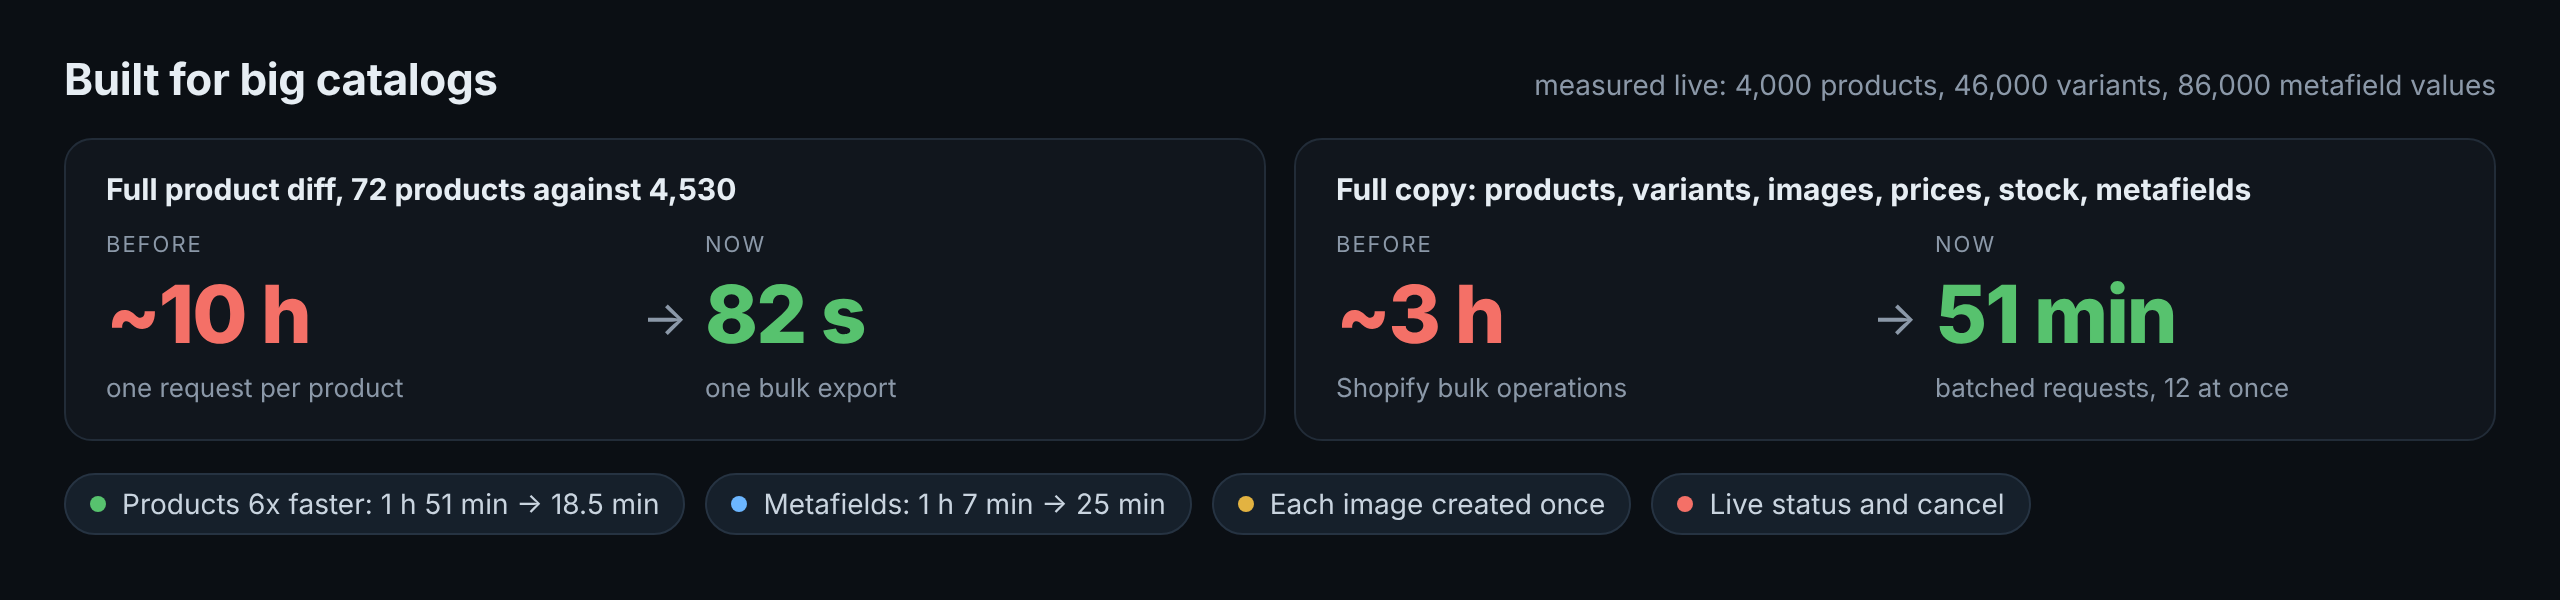 Built for big catalogs
measured live: 4,000 products, 46,000 variants, 86,000 metafield values
Full product diff, 72 products against 4,530
BEFORE
~10 h
one request per product
→
NOW
82 s
one bulk export
Full copy: products, variants, images, prices, stock, metafields
BEFORE
~3 h
Shopify bulk operations
→
NOW
51 min
batched requests, 12 at once
Products 6x faster: 1 h 51 min → 18.5 min
Metafields: 1 h 7 min → 25 min
Each image created once
Live status and cancel